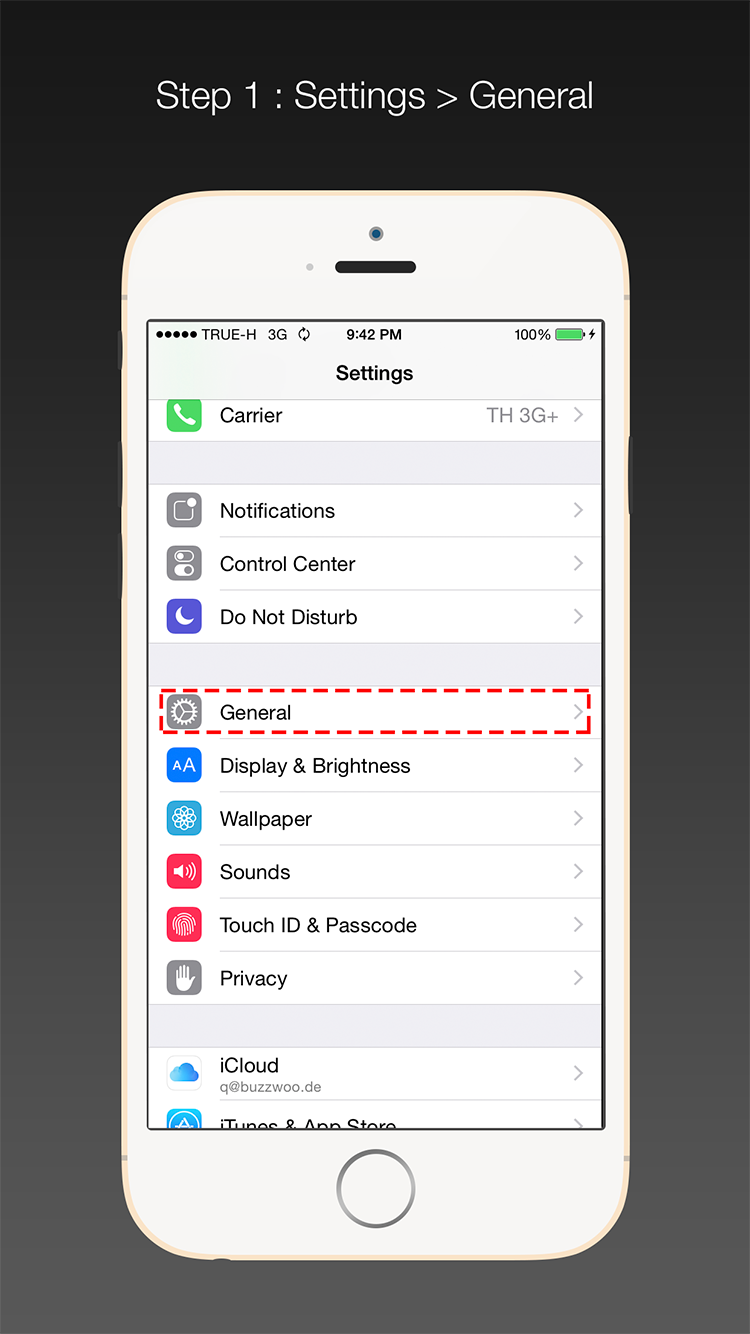 Step 1 : Settings > General
TRUE-H 3G 9:42 PM 100%
Settings
Carrier TH 3G+
Notifications
Control Center
Do Not Disturb
General
AA Display & Brightness
Wallpaper
Sounds
Touch ID & Passcode
Privacy
iCloud
q@buzzwoo.de
iTunes & App Store